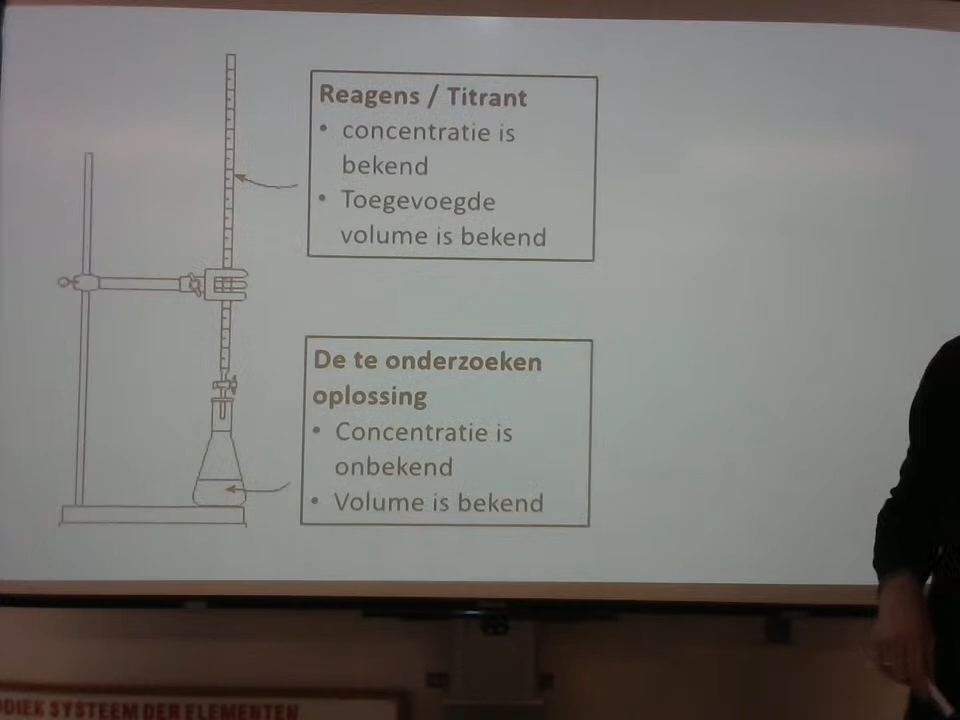 Reagens / Titrant
• concentratie is
bekend
• Toegevoegde
volume is bekend
De te onderzoeken
oplossing
• Concentratie is
onbekend
• Volume is bekend
SYSTEEM DER ELEMENTEN